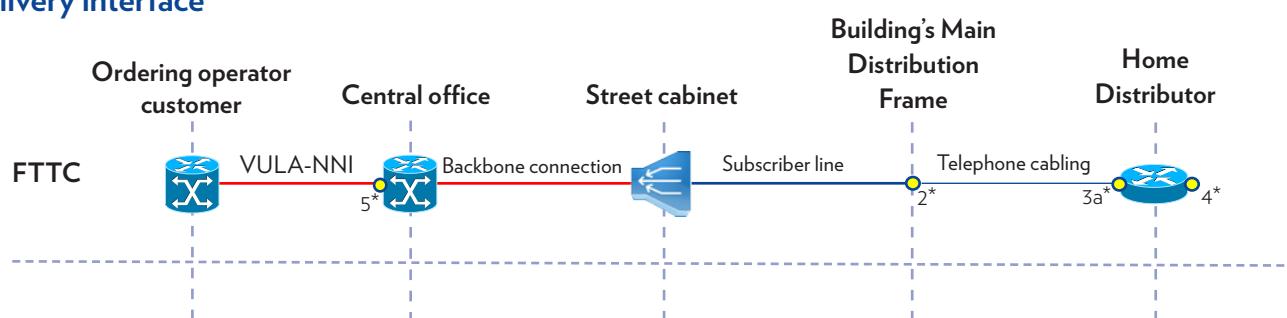 livery interface
Ordering operator
customer
Central office
Street cabinet
Building's Main
Distribution
Frame
Home
Distributor
FTTC
VULA-NNI
Backbone connection
Subscriber line
Telephone cabling
5*
2*
3a*
4*